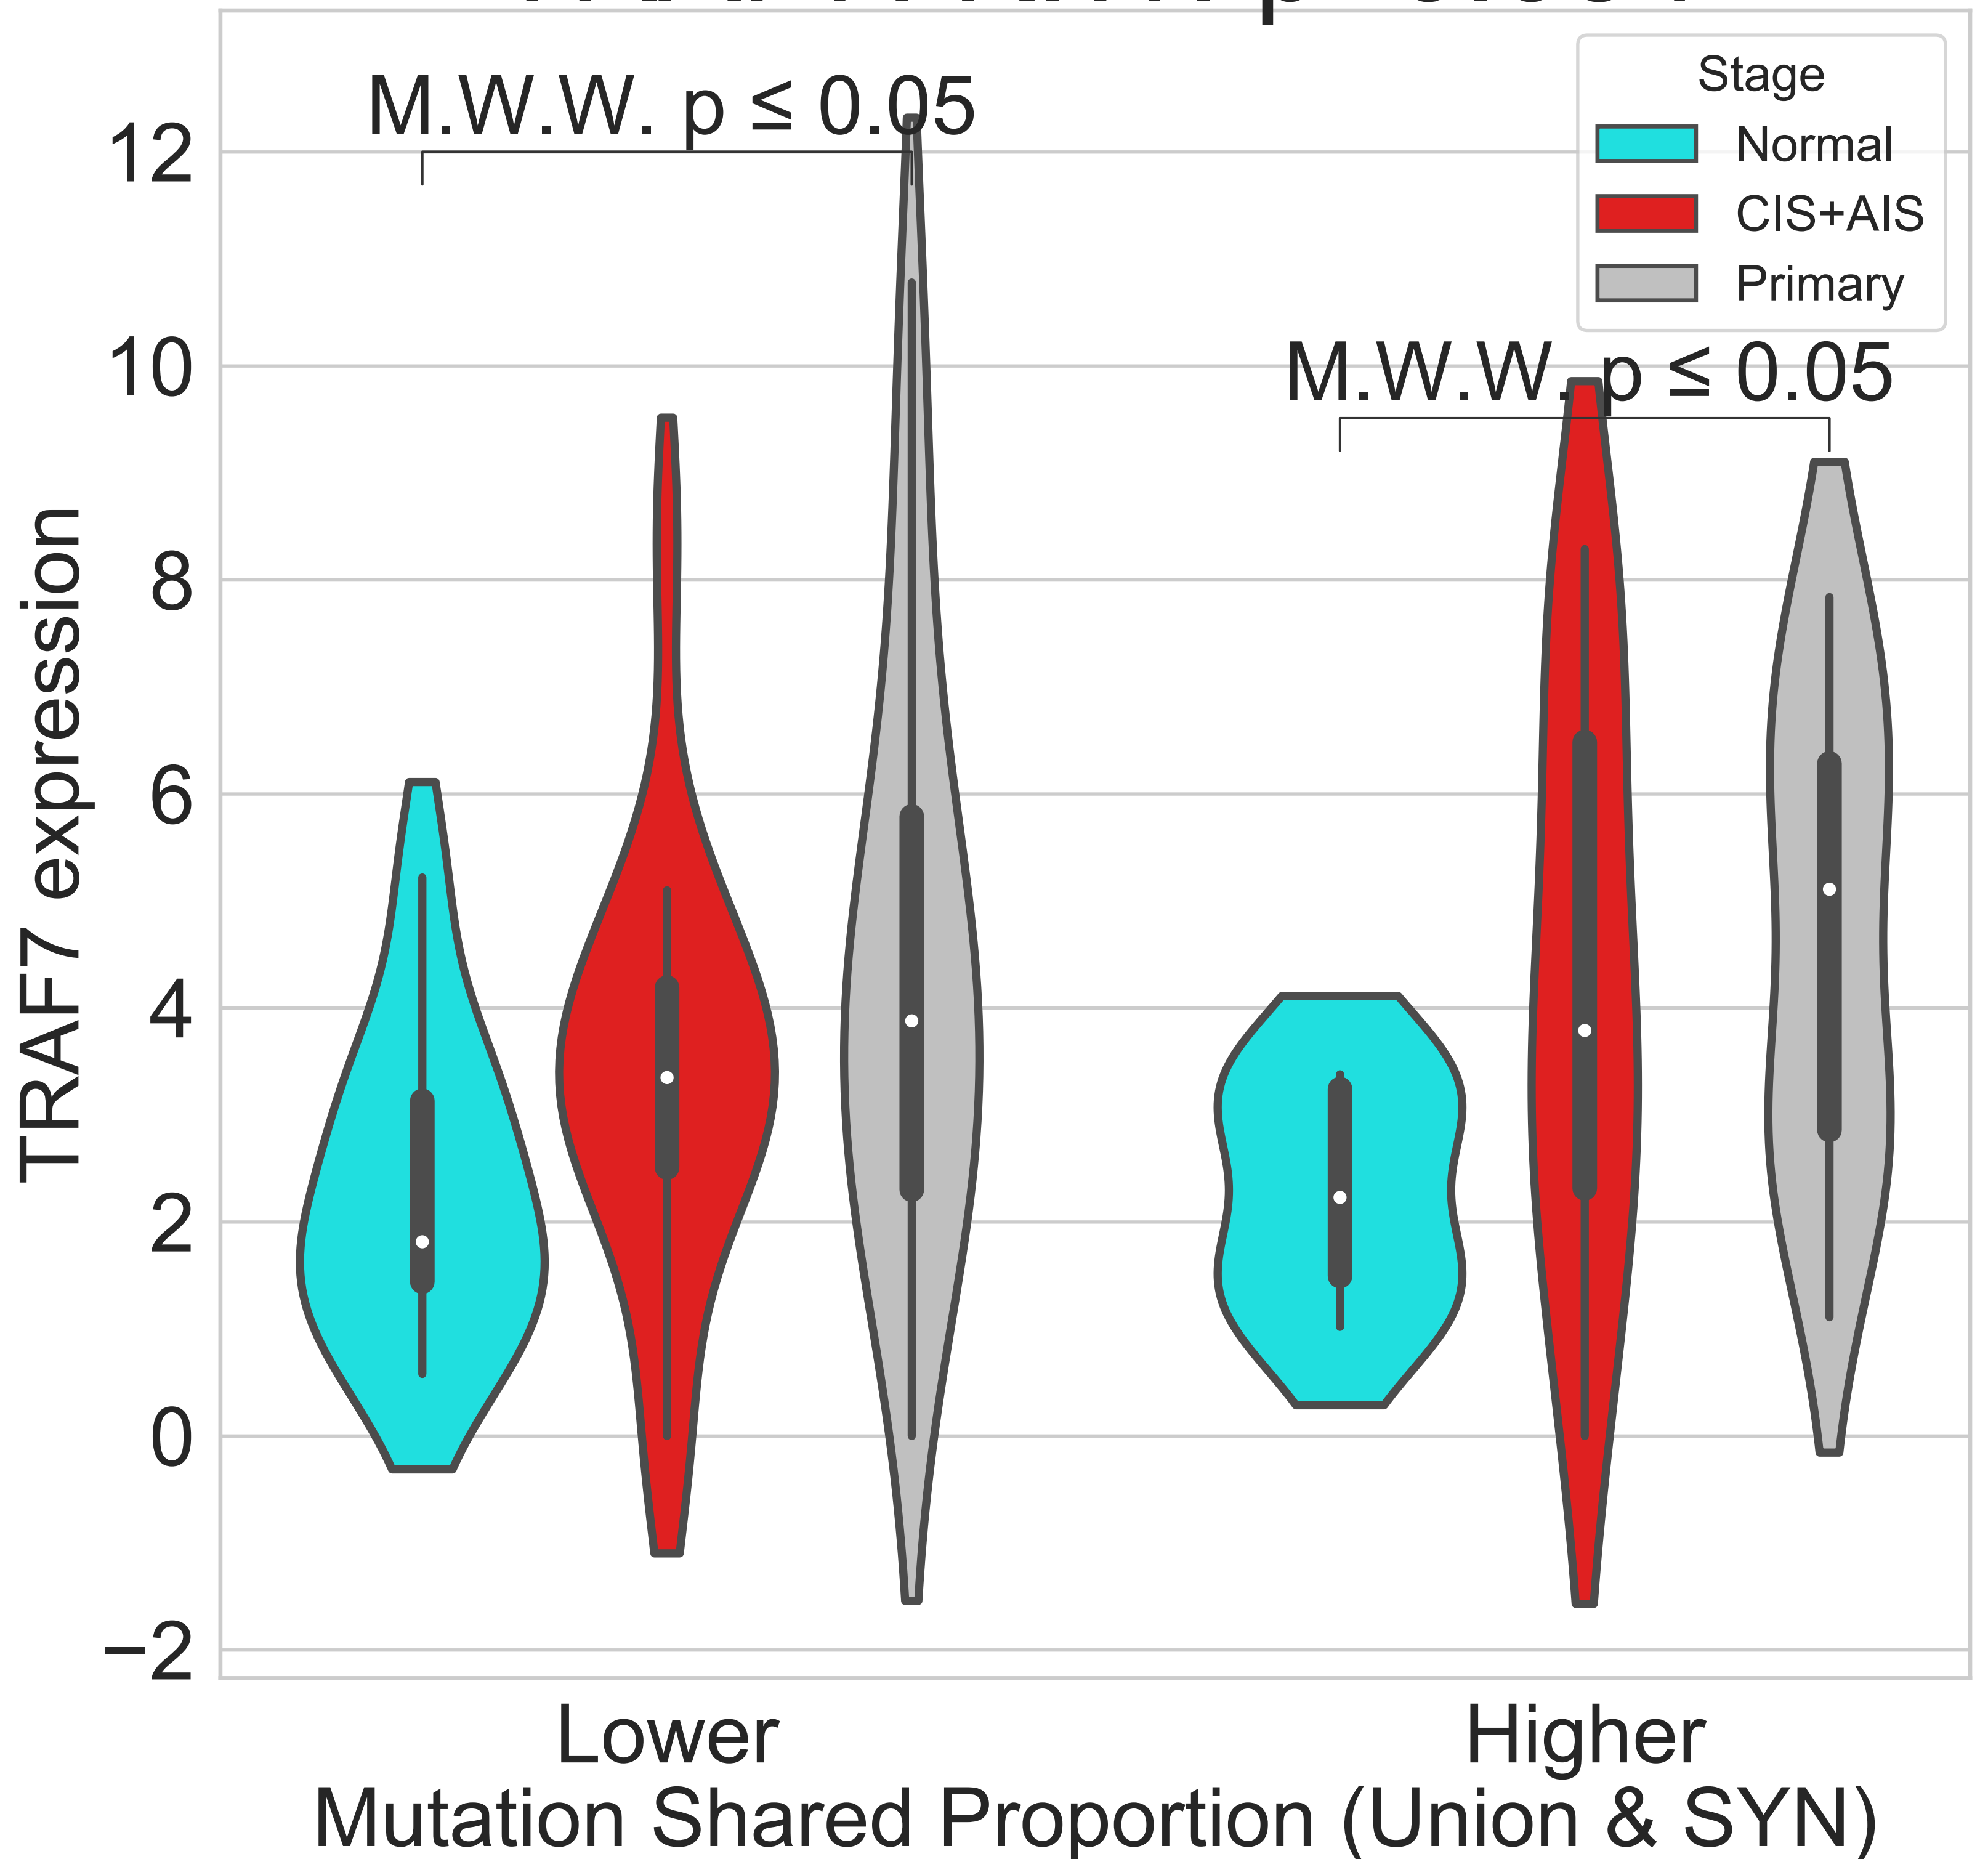 M.W.W. p ≤ 0.05
Stage
Normal
CIS+AIS
Primary
M.W.W. p ≤ 0.05
12
10
8
6
4
2
0
−2
TRAF7 expression
Lower
Higher
Mutation Shared Proportion (Union & SYN)